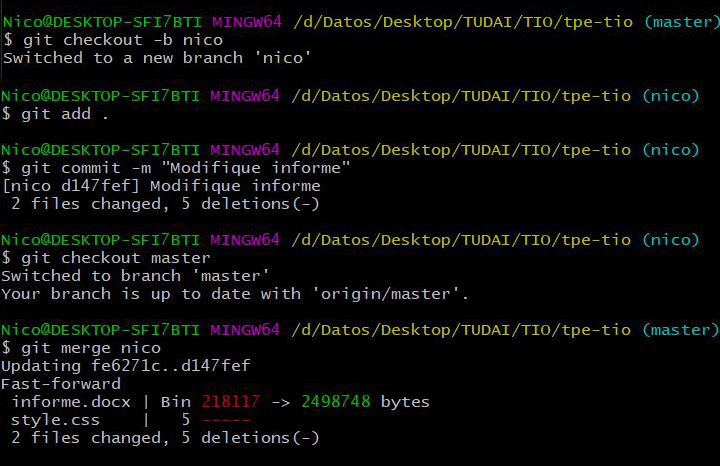 Nico@DESKTOP-SFI7BTI MINGW64 /d/Datos/Desktop/TUDAI/TIO/tpe-tio (master)
$ git checkout -b nico
Switched to a new branch 'nico'
Nico@DESKTOP-SFI7BTI MINGW64 /d/Datos/Desktop/TUDAI/TIO/tpe-tio (nico)
$ git add .
Nico@DESKTOP-SFI7BTI MINGW64 /d/Datos/Desktop/TUDAI/TIO/tpe-tio (nico)
$ git commit -m "Modifique informe"
[nico d147fef] Modifique informe
 2 files changed, 5 deletions(-)
Nico@DESKTOP-SFI7BTI MINGW64 /d/Datos/Desktop/TUDAI/TIO/tpe-tio (nico)
$ git checkout master
Switched to branch 'master'
Your branch is up to date with 'origin/master'.
Nico@DESKTOP-SFI7BTI MINGW64 /d/Datos/Desktop/TUDAI/TIO/tpe-tio (master)
$ git merge nico
Updating fe6271c..d147fef
Fast-forward
 informe.docx | Bin 218117 -> 2498748 bytes
 style.css    |   5 -----
 2 files changed, 5 deletions(-)